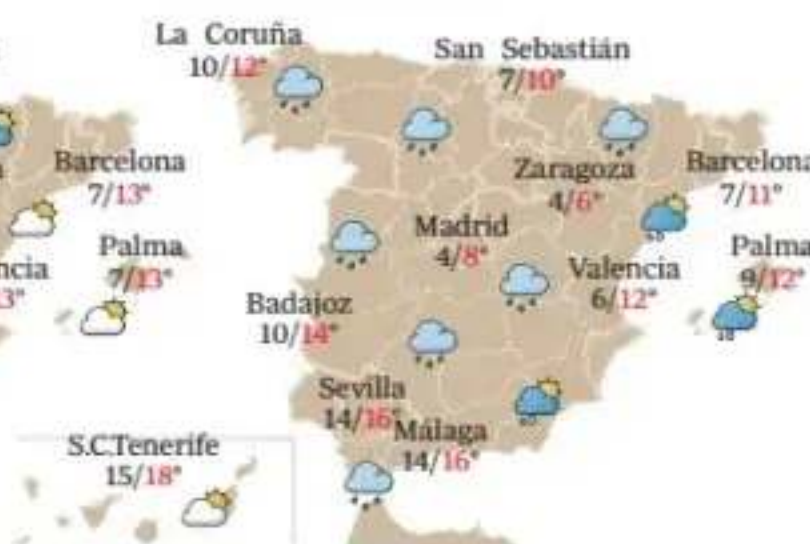 La Coruña
10/12°
San Sebastián
7/10°
Barcelona
7/13°
Zaragoza
4/6°
Barcelona
7/11°
Palma
7/13°
Madrid
4/8°
Valencia
6/12°
Palma
9/12°
ncia
3°
Badajoz
10/14°
Sevilla
14/16°
Málaga
14/16°
S.C.Tenerife
15/18°